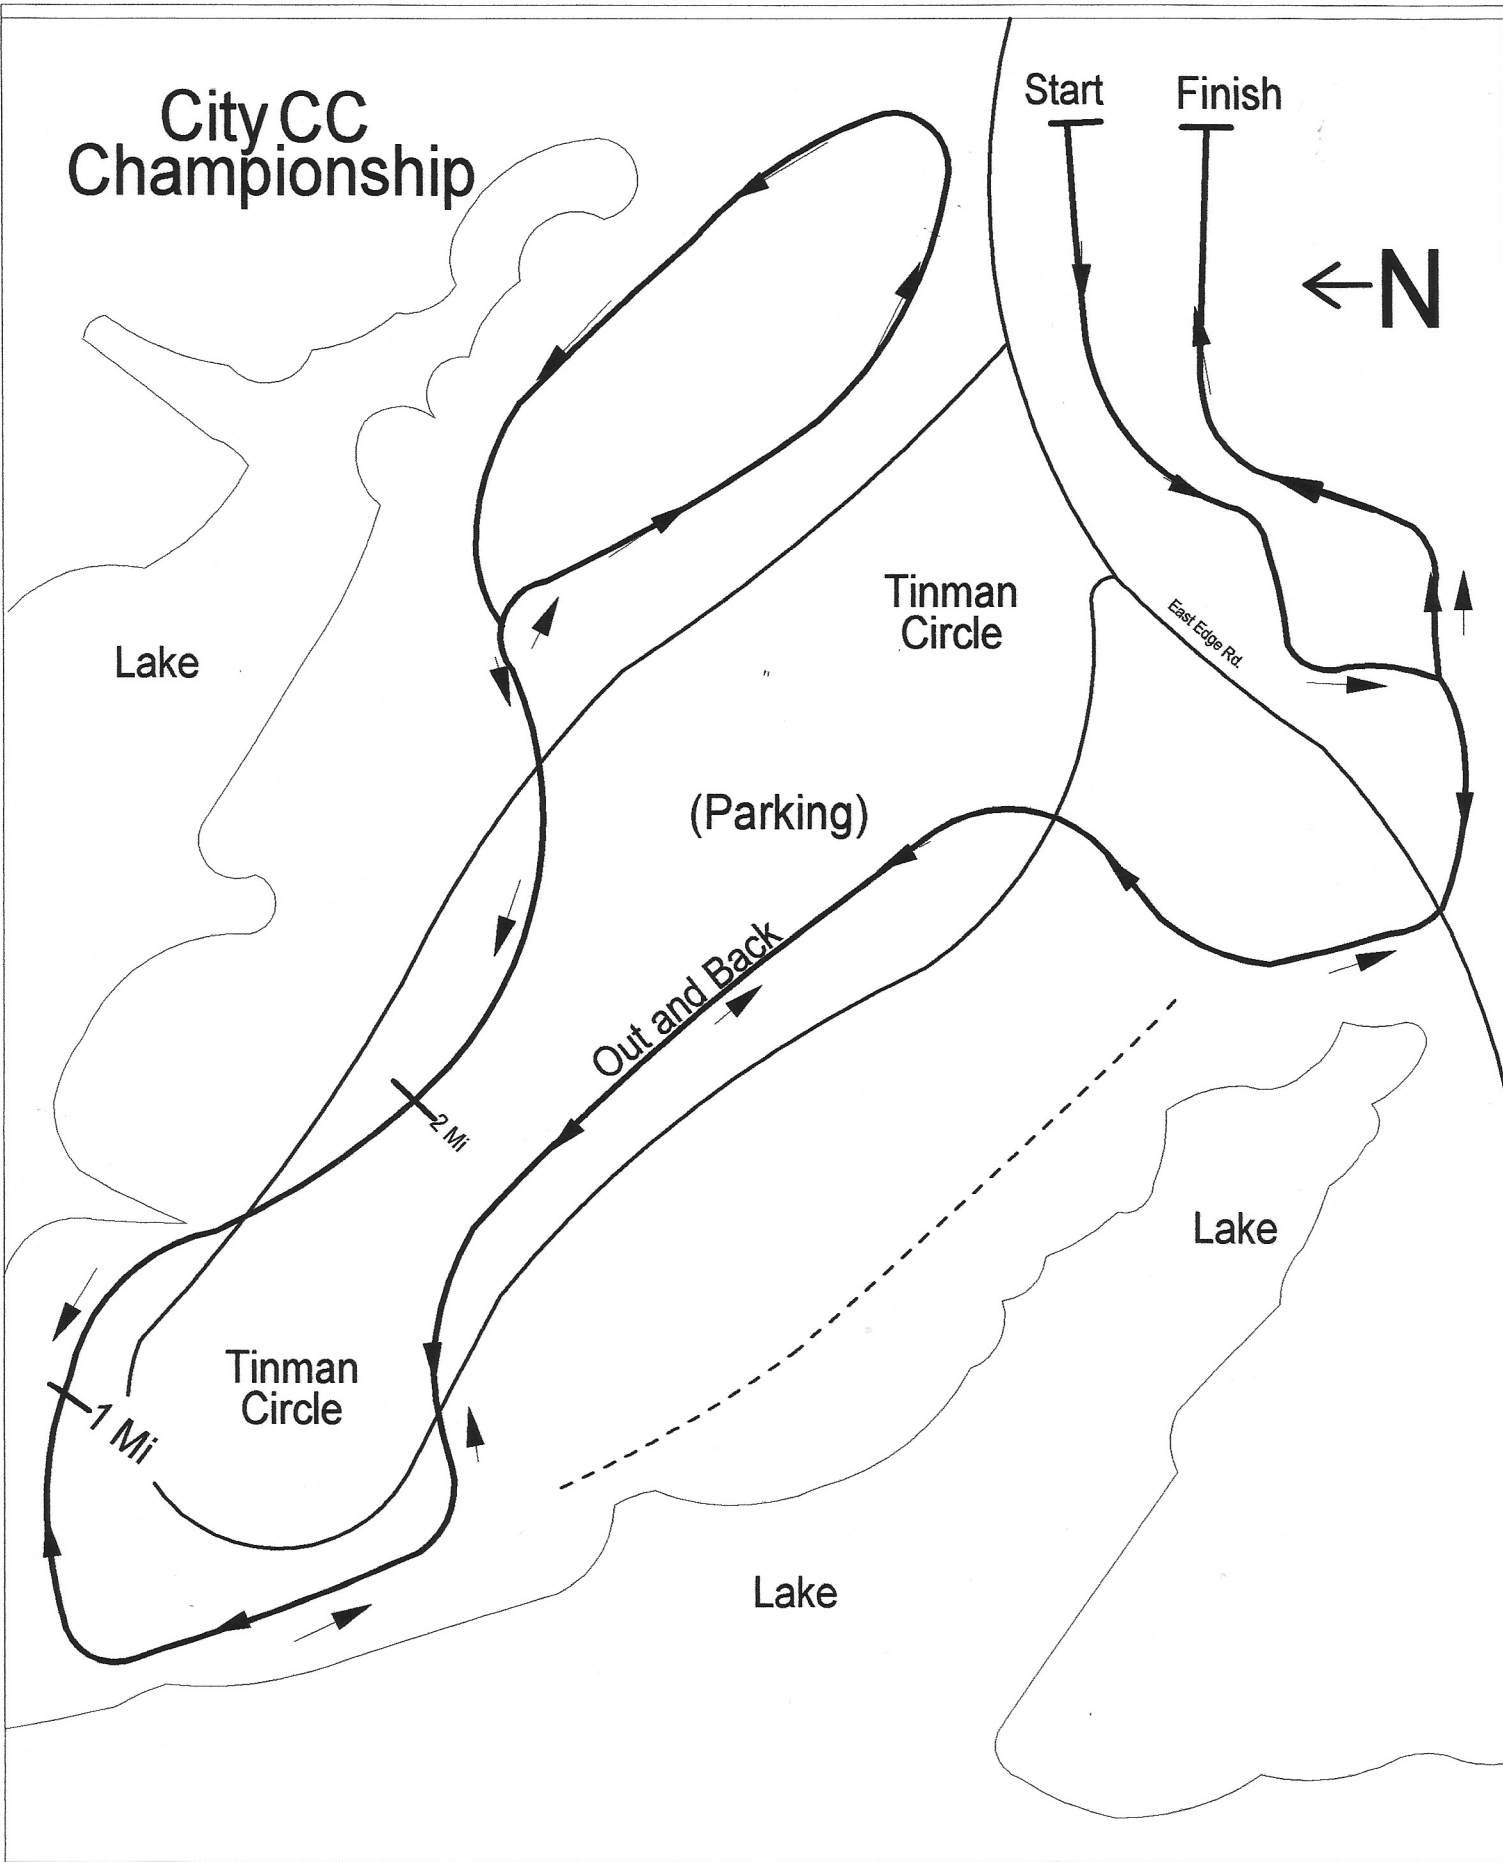 City CC
Championship
Start
Finish
N
Tinman
Circle
East Edge Rd.
Lake
(Parking)
Out and Back
2 Mi
Lake
Tinman
Circle
1 Mi
Lake